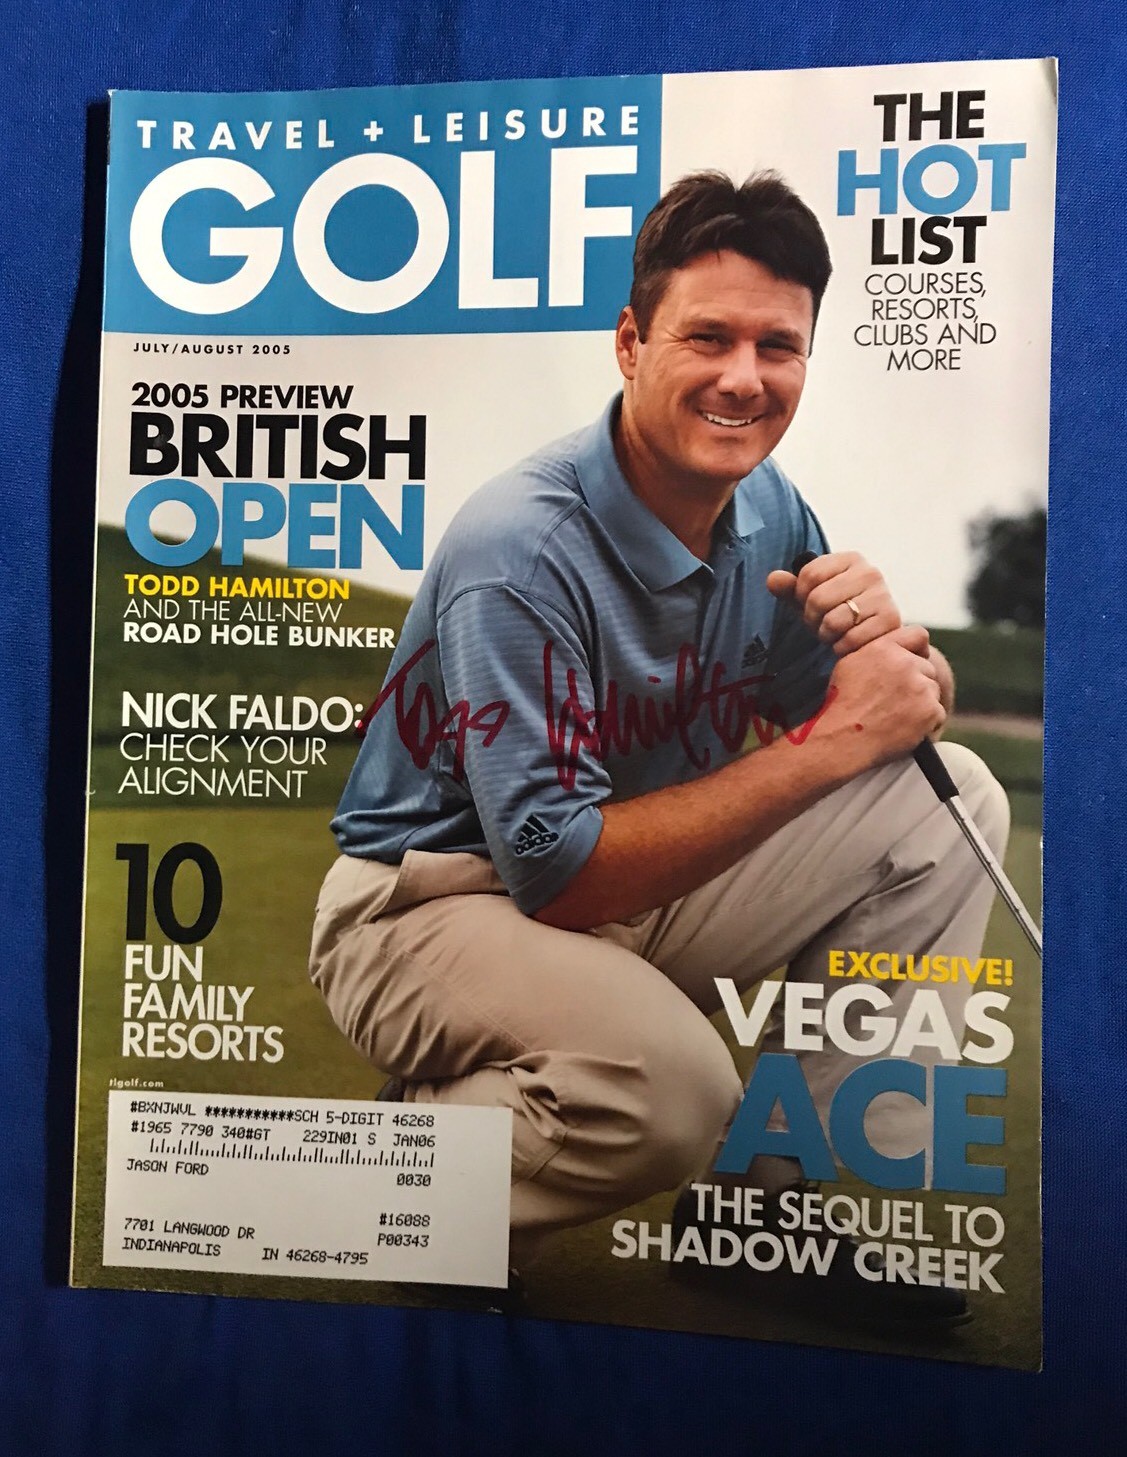 TRAVEL + LEISURE
GOLF
JULY/AUGUST 2005
THE
HOT
LIST
COURSES,
RESORTS,
CLUBS AND
MORE
2005 PREVIEW
BRITISH
OPEN
TODD HAMILTON
AND THE ALL-NEW
ROAD HOLE BUNKER
NICK FALDO:
CHECK YOUR
ALIGNMENT
Todd Hamilton
adidas
10
FUN
FAMILY
RESORTS
tlgolf.com
EXCLUSIVE!
VEGAS
ACE
THE SEQUEL TO
SHADOW CREEK
#BXNJWVL ***********SCH 5-DIGIT 46268
#1965 7790 340#GT 229IN01 S JAN06
JASON FORD
0030
#16088
7701 LANGWOOD DR P00343
INDIANAPOLIS IN 46268-4795